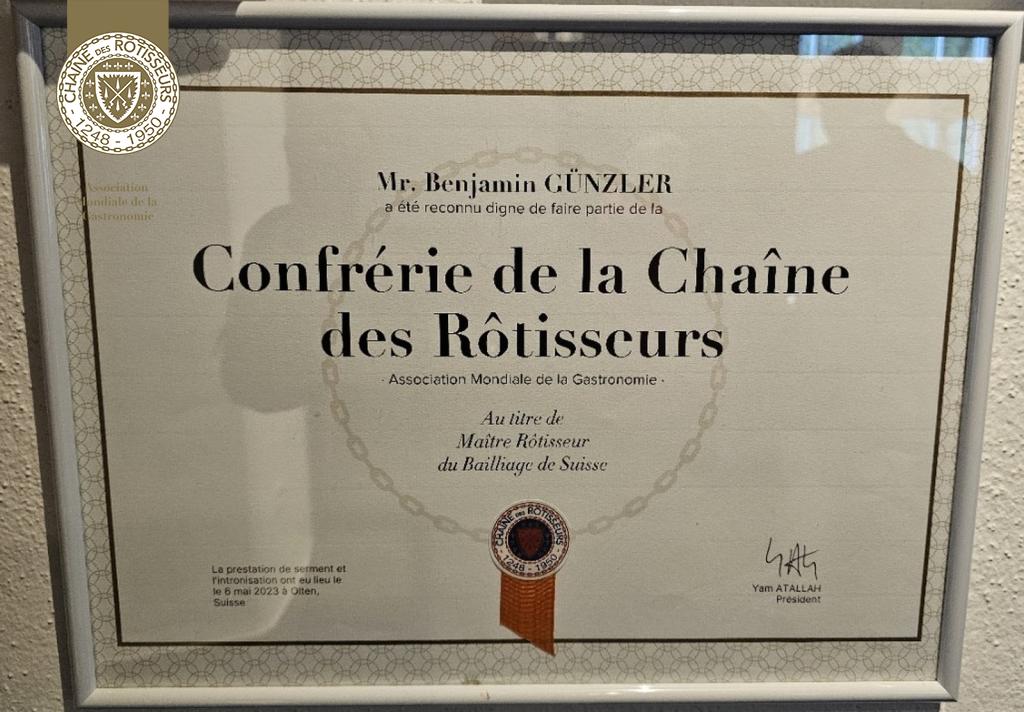 CHAÎNE DES RÔTISSEURS
· 1248 - 1950 ·
Association
Mondiale de la
Gastronomie
Mr. Benjamin GÜNZLER
a été reconnu digne de faire partie de la
Confrérie de la Chaîne
des Rôtisseurs
· Association Mondiale de la Gastronomie ·
Au titre de
Maître Rôtisseur
du Bailliage de Suisse
CHAÎNE DES RÔTISSEURS
· 1248 - 1950 ·
La prestation de serment et
l'intronisation ont eu lieu le
le 6 mai 2023 à Olten,
Suisse
Yam ATALLAH
Président